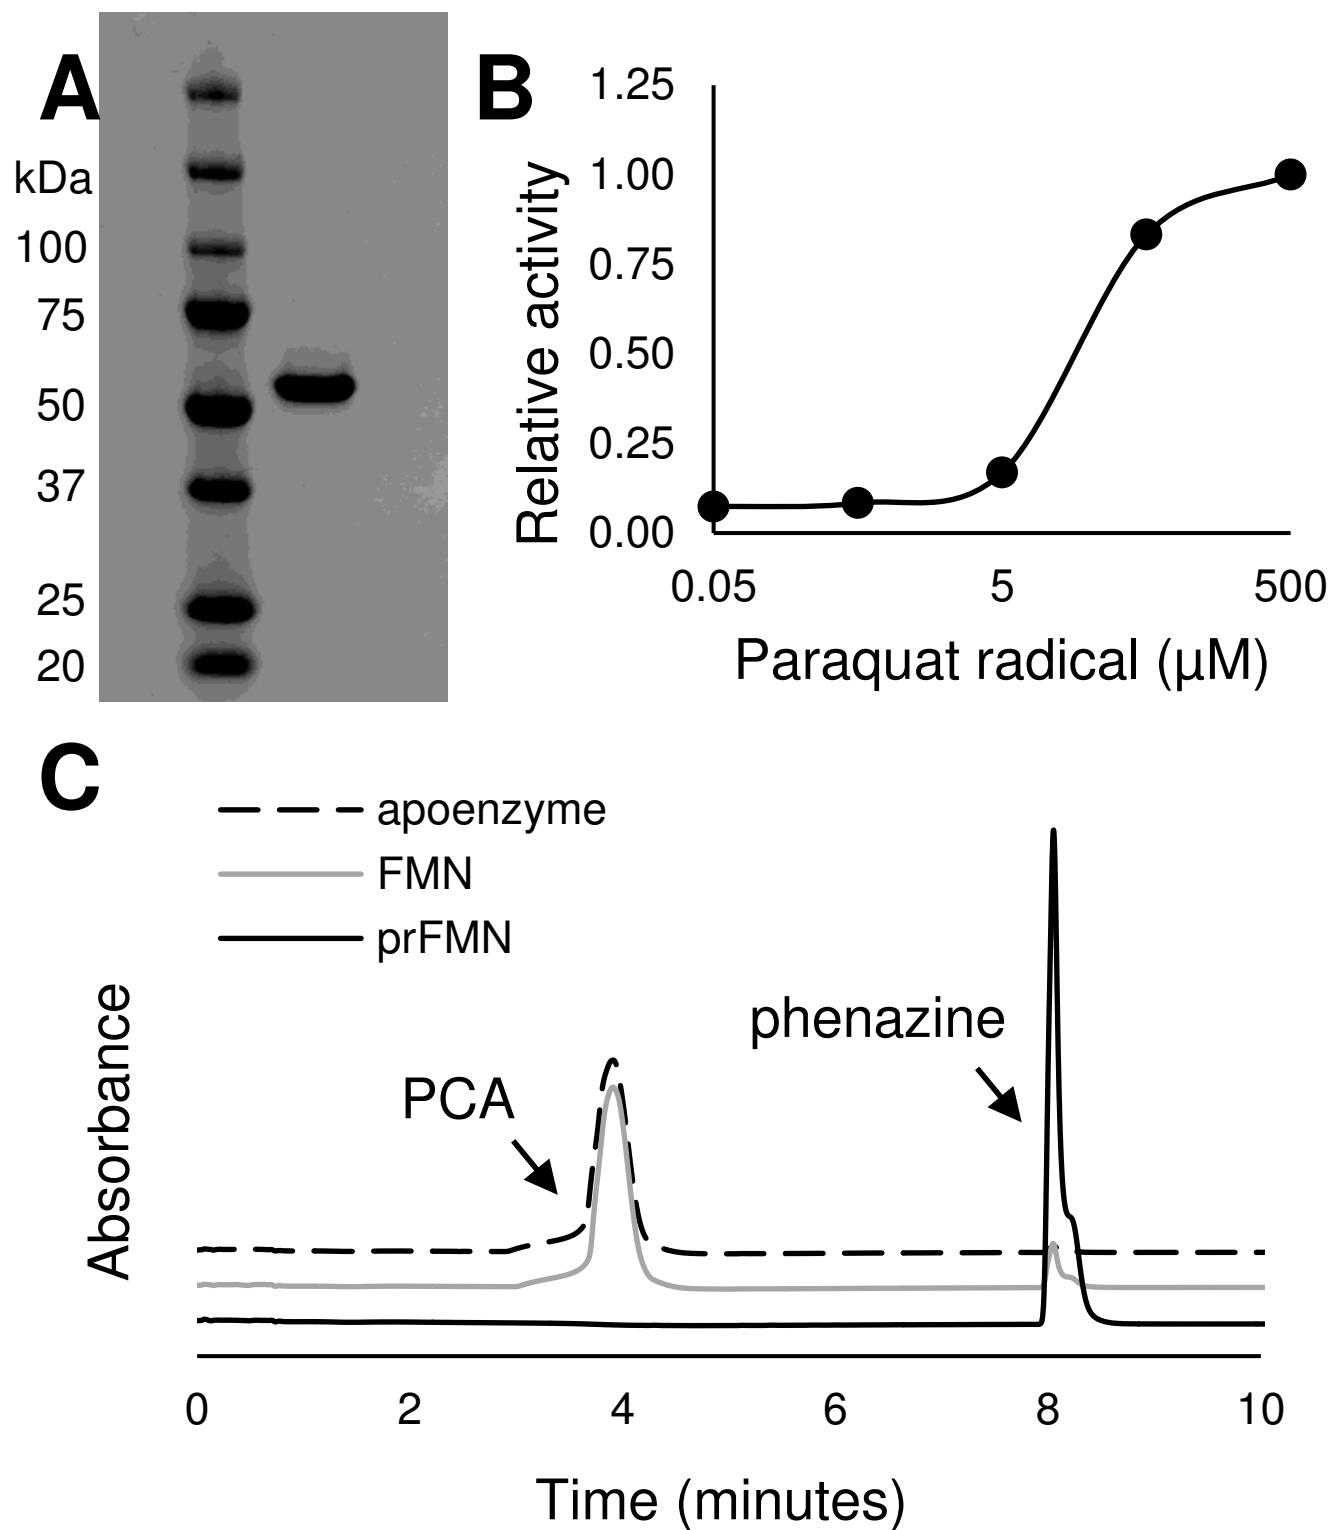 A
kDa
100
75
50
37
25
20
B
1.25
1.00
0.75
0.50
0.25
0.00
Relative activity
0.05 5 500
Paraquat radical (µM)
C
apoenzyme
FMN
prFMN
phenazine
PCA
Absorbance
0 2 4 6 8 10
Time (minutes)